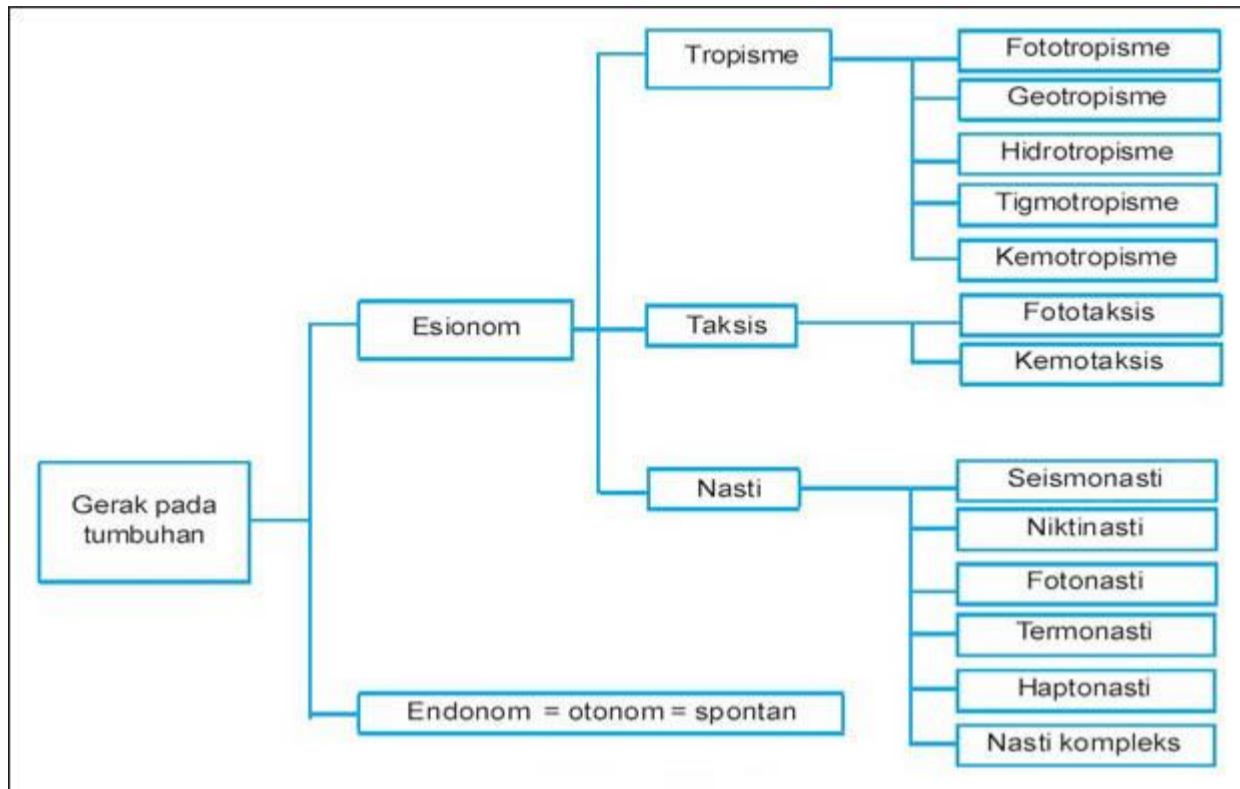 Tropisme
Fototropisme
Geotropisme
Hidrotropisme
Tigmotropisme
Kemotropisme
Esionom
Taksis
Fototaksis
Kemotaksis
Gerak pada
tumbuhan
Nasti
Seismonasti
Niktinasti
Fotonasti
Termonasti
Haptonasti
Nasti kompleks
Endonom = otonom = spontan